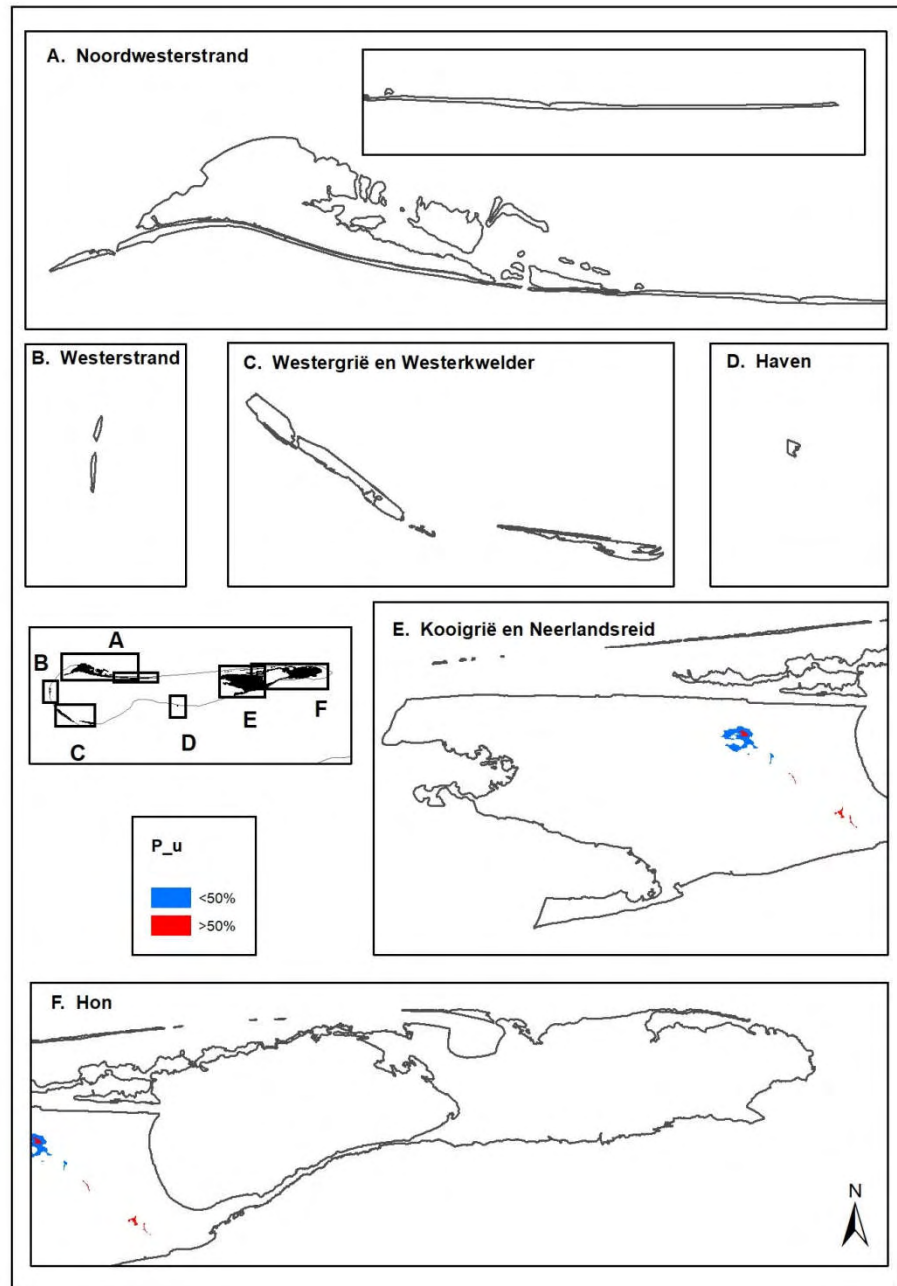 A. Noordwesterstrand
B. Westerstrand
C. Westergrië en Westerkwelder
D. Haven
A
B
C
D
E
F
E. Kooigrië en Neerlandsreid
P_u
<50%
>50%
F. Hon
N